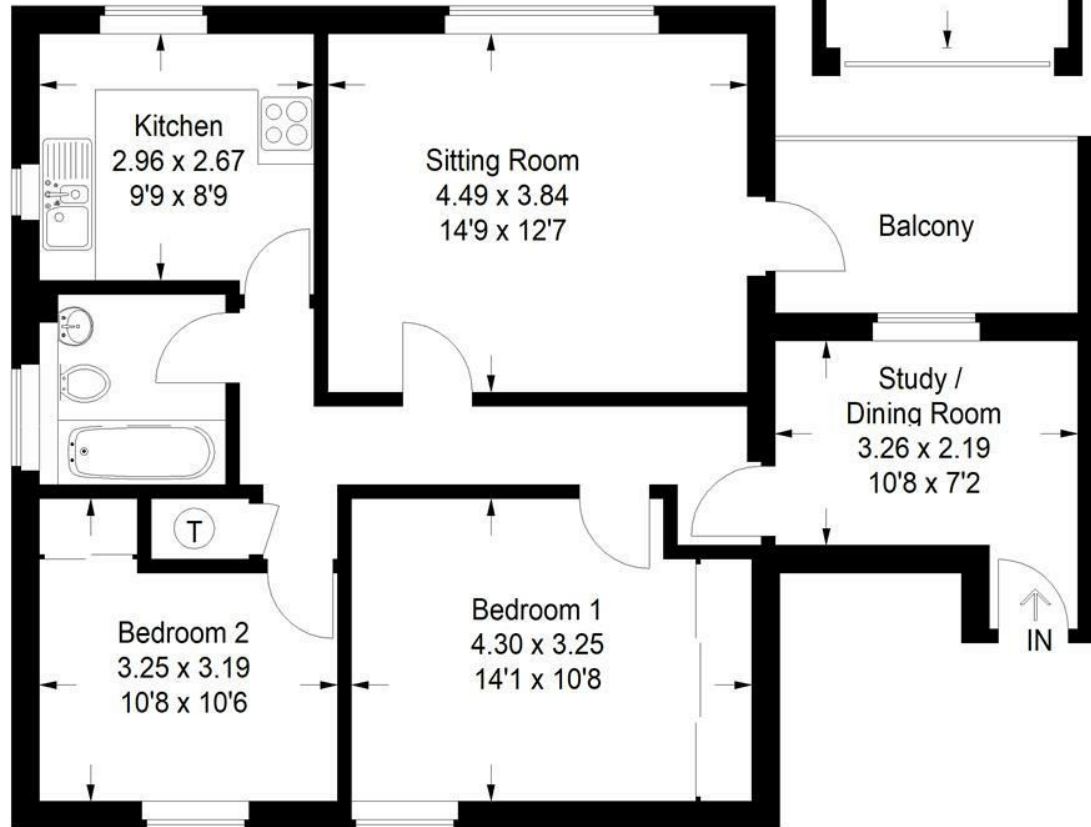 Kitchen
2.96 x 2.67
9'9 x 8'9
Sitting Room
4.49 x 3.84
14'9 x 12'7
Balcony
Study /
Dining Room
3.26 x 2.19
10'8 x 7'2
T
Bedroom 2
3.25 x 3.19
10'8 x 10'6
Bedroom 1
4.30 x 3.25
14'1 x 10'8
IN